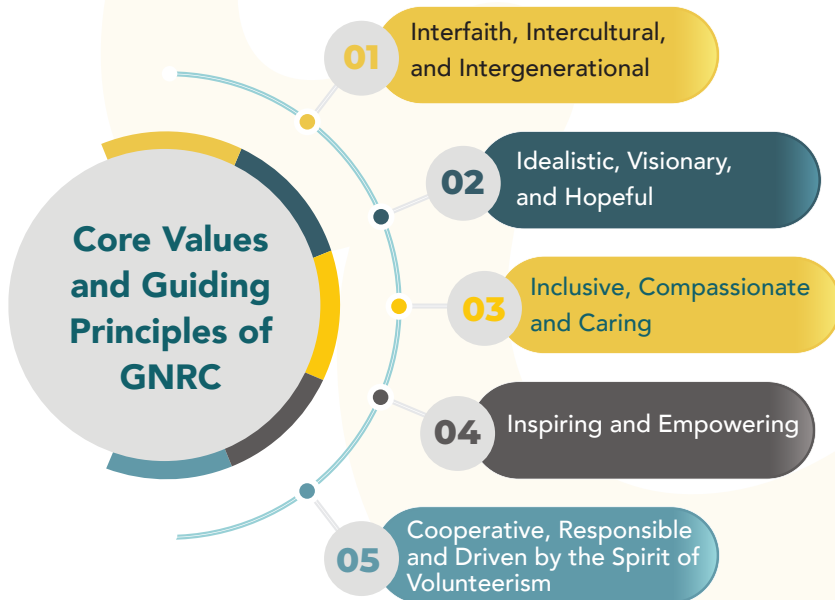 Core Values
and Guiding
Principles of
GNRC
01
Interfaith, Intercultural,
and Intergenerational
02
Idealistic, Visionary,
and Hopeful
03
Inclusive, Compassionate
and Caring
04
Inspiring and Empowering
05
Cooperative, Responsible
and Driven by the Spirit of
Volunteerism